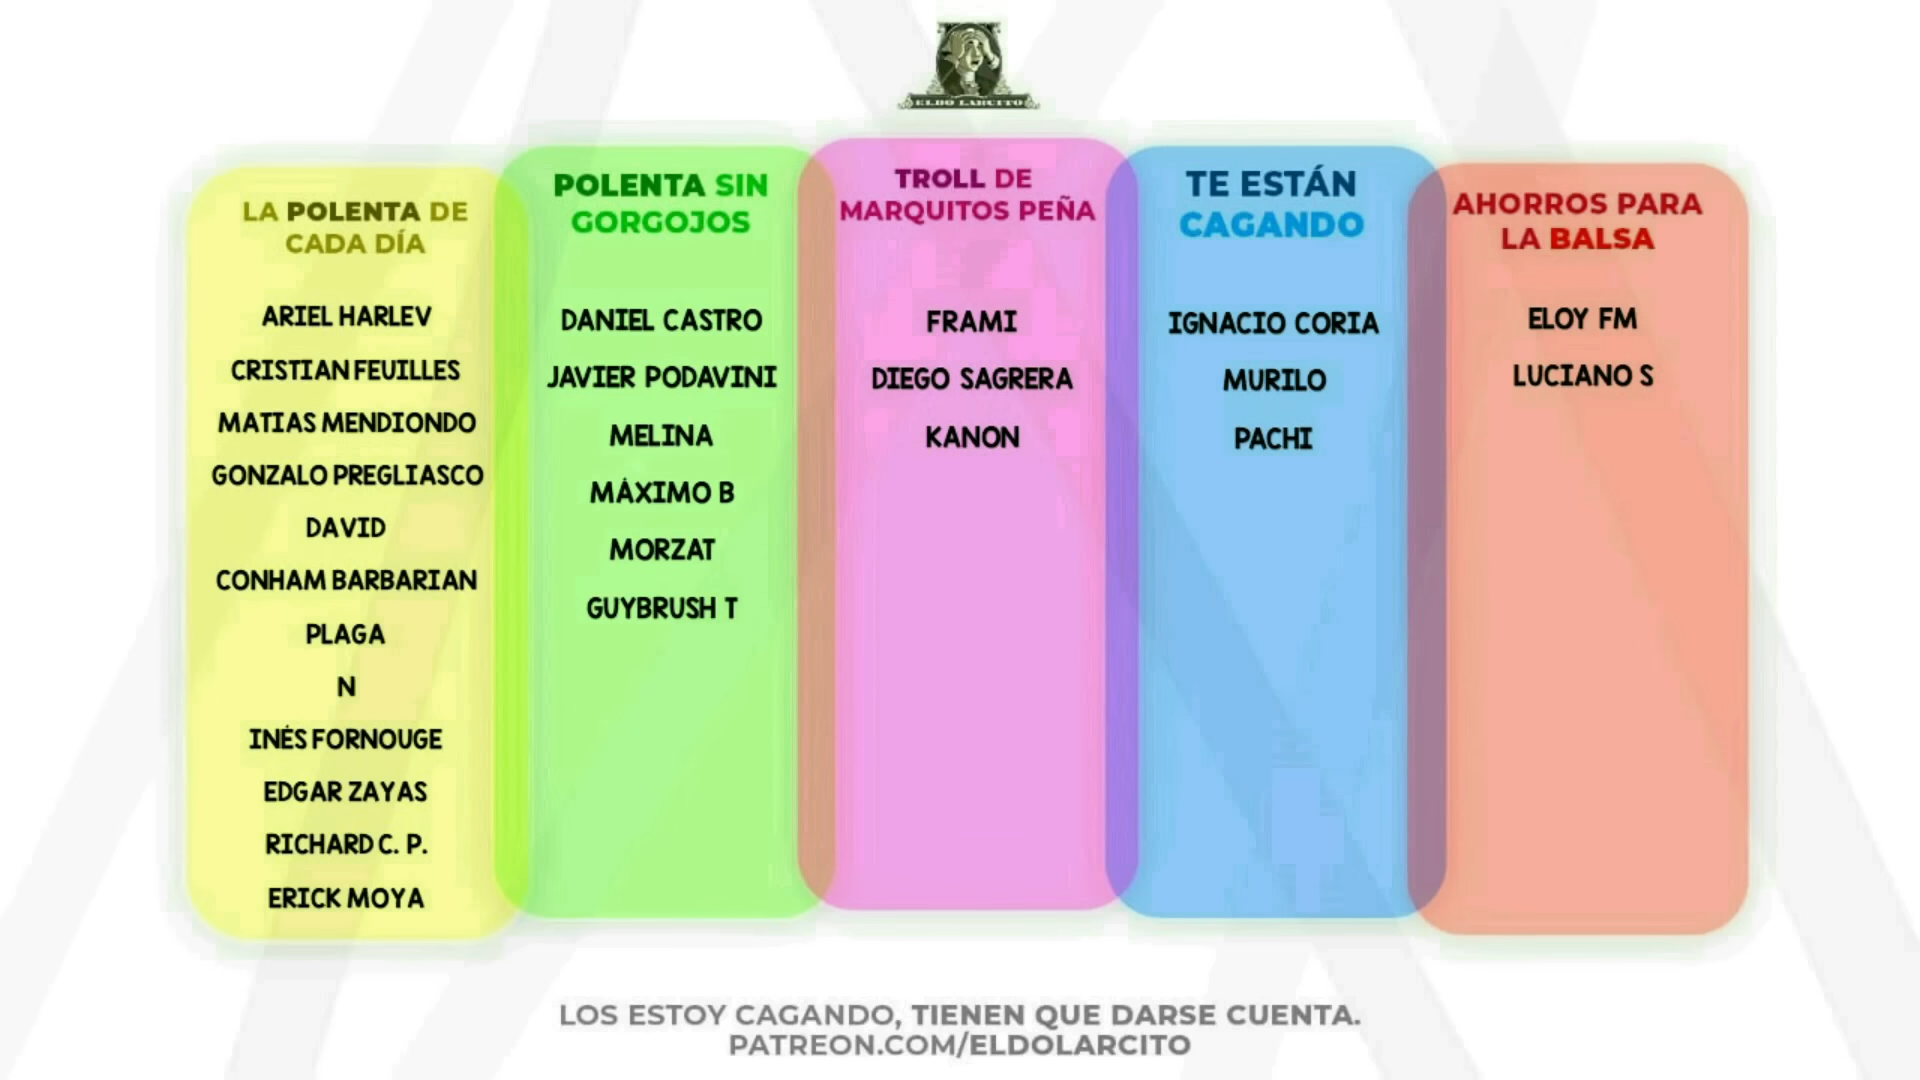 ELDO LARCITO
LA POLENTA DE
CADA DÍA
ARIEL HARLEV
CRISTIAN FEUILLES
MATIAS MENDIONDO
GONZALO PREGLIASCO
DAVID
CONHAM BARBARIAN
PLAGA
N
INÉS FORNOUGE
EDGAR ZAYAS
RICHARD C. P.
ERICK MOYA
POLENTA SIN
GORGOJOS
DANIEL CASTRO
JAVIER PODAVINI
MELINA
MÁXIMO B
MORZAT
GUYBRUSH T
TROLL DE
MARQUITOS PEÑA
FRAMI
DIEGO SAGRERA
KANON
TE ESTÁN
CAGANDO
IGNACIO CORIA
MURILO
PACHI
AHORROS PARA
LA BALSA
ELOY FM
LUCIANO S
LOS ESTOY CAGANDO, TIENEN QUE DARSE CUENTA.
PATREON.COM/ELDOLARCITO